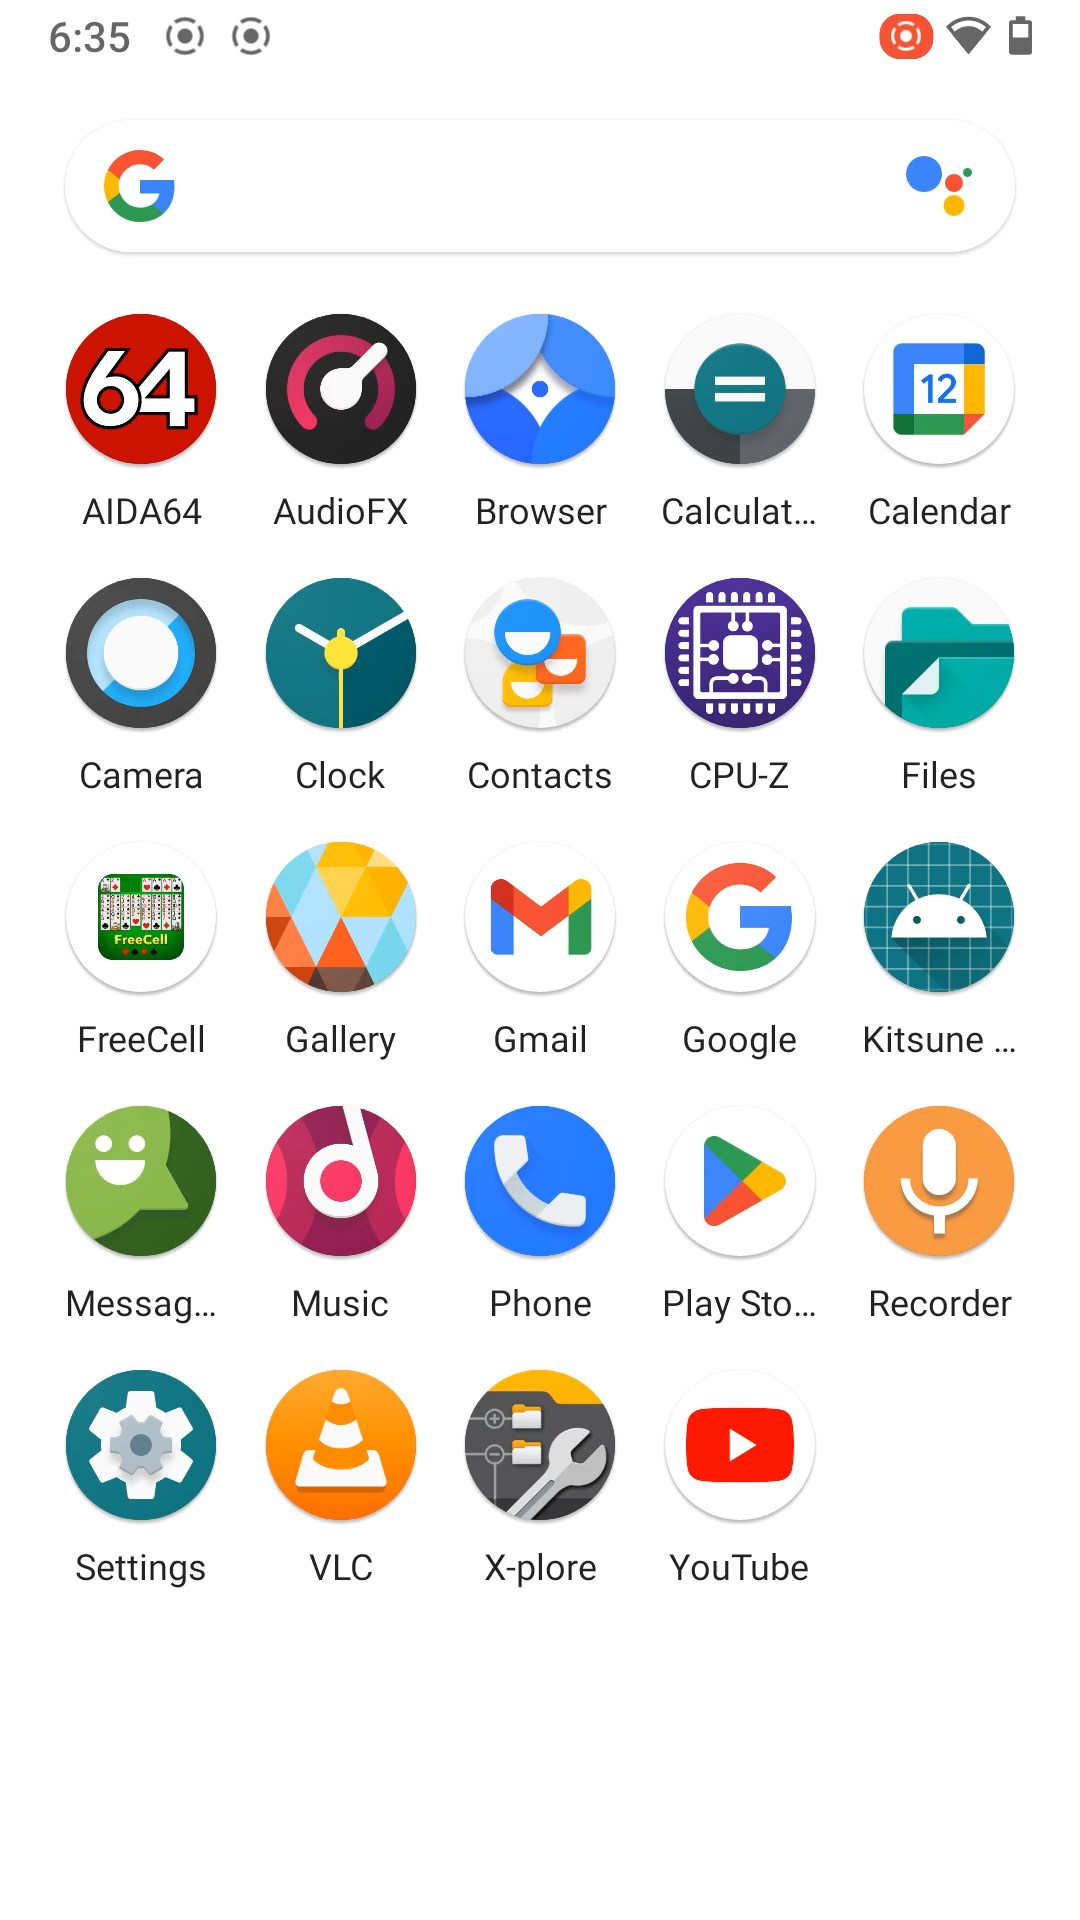 6:35
64
12
AIDA64 AudioFX Browser Calculat... Calendar
Camera Clock Contacts CPU-Z Files
FreeCell
FreeCell Gallery Gmail Google Kitsune ...
Messag... Music Phone Play Sto... Recorder
Settings VLC X-plore YouTube